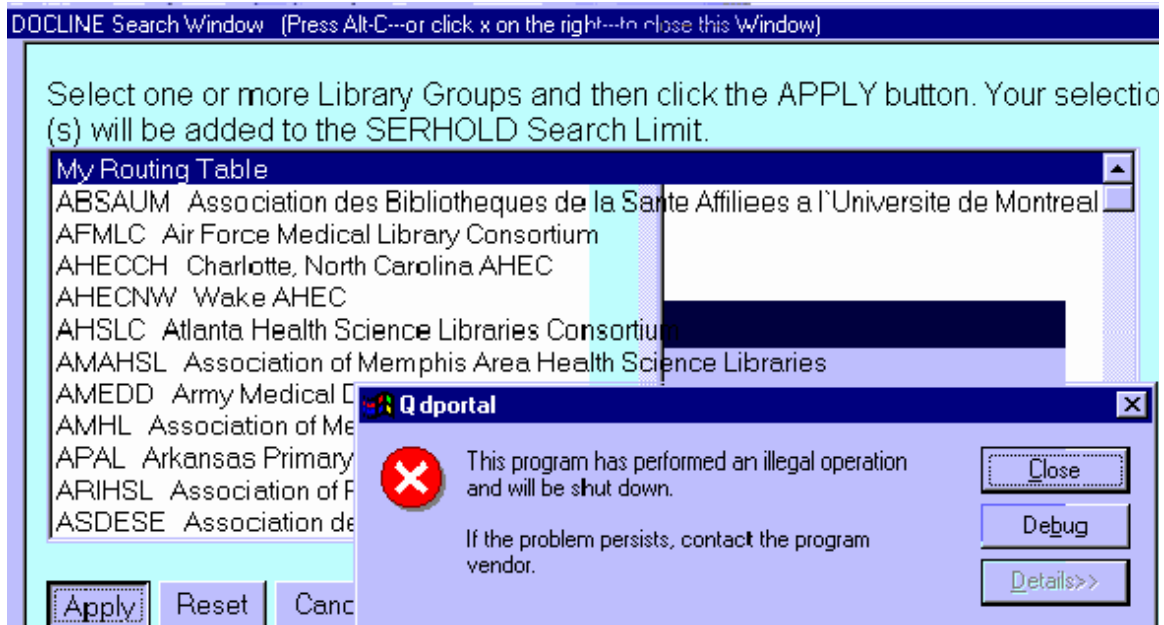 DOCLINE Search Window (Press Alt-C---or click x on the right---to close this Window)
Select one or more Library Groups and then click the APPLY button. Your selectio
(s) will be added to the SERHOLD Search Limit.
My Routing Table
ABSAUM Association des Bibliotheques de la Sante Affiliees a l`Universite de Montreal
AFMLC Air Force Medical Library Consortium
AHECCH Charlotte, North Carolina AHEC
AHECNW Wake AHEC
AHSLC Atlanta Health Science Libraries Consortium
AMAHSL Association of Memphis Area Health Science Libraries
AMEDD Army Medical D
AMHL Association of Me
APAL Arkansas Primary
ARIHSL Association of R
ASDESE Association de
Apply Reset Canc
Qdportal
This program has performed an illegal operation
and will be shut down.
If the problem persists, contact the program
vendor.
Close
Debug
Details>>